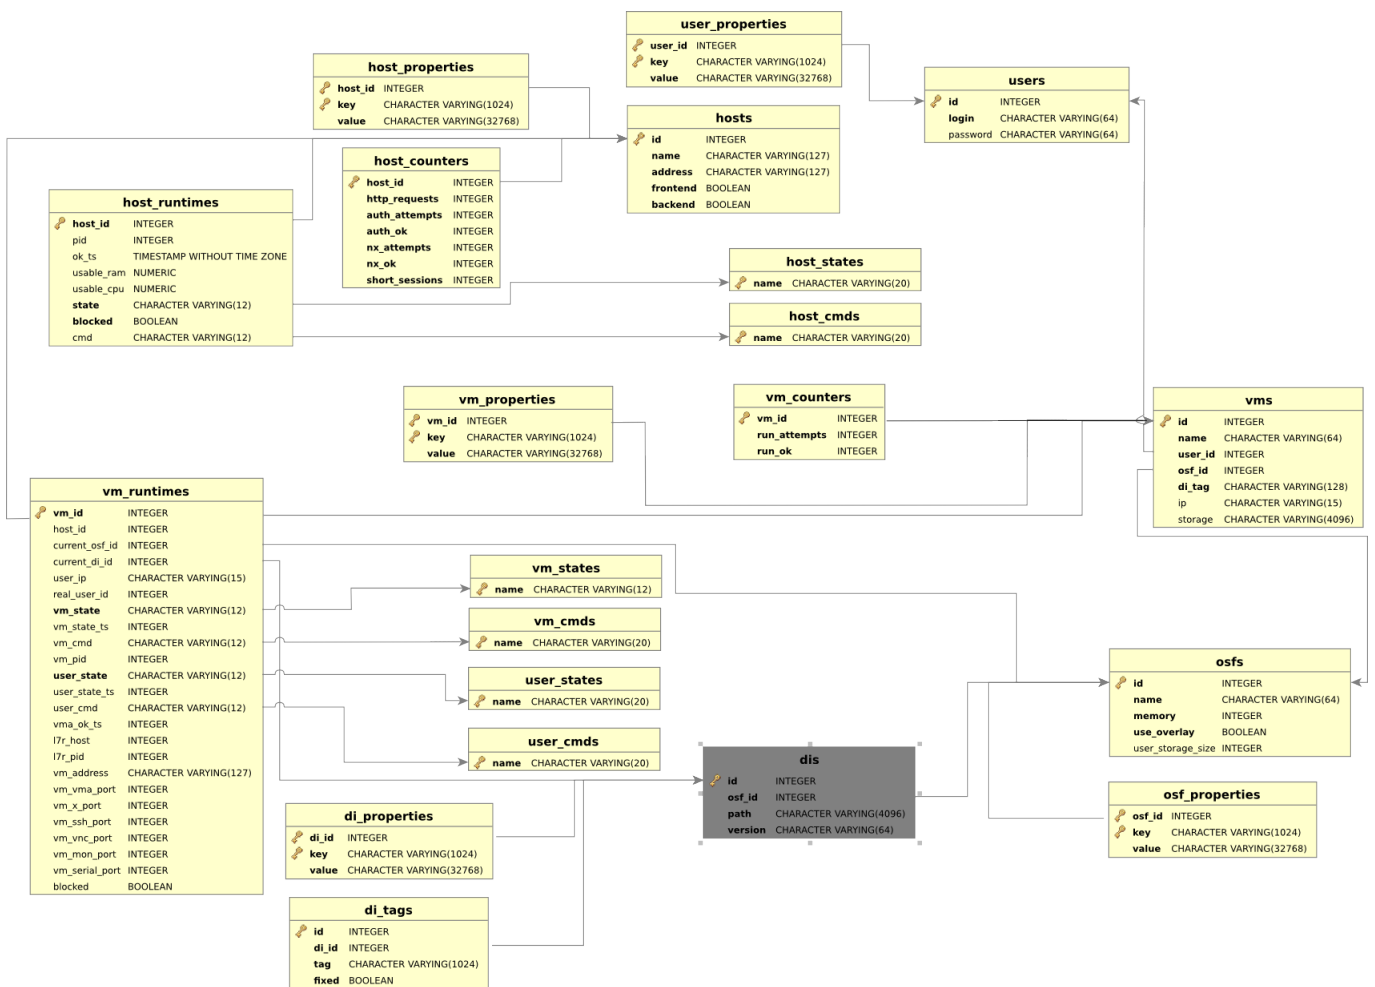 user_properties
user_id INTEGER
key CHARACTER VARYING(1024)
value CHARACTER VARYING(32768)
host_properties
host_id INTEGER
key CHARACTER VARYING(1024)
value CHARACTER VARYING(32768)
users
id INTEGER
login CHARACTER VARYING(64)
password CHARACTER VARYING(64)
hosts
id INTEGER
name CHARACTER VARYING(127)
address CHARACTER VARYING(127)
frontend BOOLEAN
backend BOOLEAN
host_counters
host_id INTEGER
http_requests INTEGER
auth_attempts INTEGER
auth_ok INTEGER
nx_attempts INTEGER
nx_ok INTEGER
short_sessions INTEGER
host_runtimes
host_id INTEGER
pid INTEGER
ok_ts TIMESTAMP WITHOUT TIME ZONE
usable_ram NUMERIC
usable_cpu NUMERIC
state CHARACTER VARYING(12)
blocked BOOLEAN
cmd CHARACTER VARYING(12)
host_states
name CHARACTER VARYING(20)
host_cmds
name CHARACTER VARYING(20)
vm_properties
vm_id INTEGER
key CHARACTER VARYING(1024)
value CHARACTER VARYING(32768)
vm_counters
vm_id INTEGER
run_attempts INTEGER
run_ok INTEGER
vms
id INTEGER
name CHARACTER VARYING(64)
user_id INTEGER
osf_id INTEGER
di_tag CHARACTER VARYING(128)
ip CHARACTER VARYING(15)
storage CHARACTER VARYING(4096)
vm_runtimes
vm_id INTEGER
host_id INTEGER
current_osf_id INTEGER
current_di_id INTEGER
user_ip CHARACTER VARYING(15)
real_user_id INTEGER
vm_state CHARACTER VARYING(12)
vm_state_ts INTEGER
vm_cmd CHARACTER VARYING(12)
vm_pid INTEGER
user_state CHARACTER VARYING(12)
user_state_ts INTEGER
user_cmd CHARACTER VARYING(12)
vma_ok_ts INTEGER
l7r_host INTEGER
l7r_pid INTEGER
vm_address CHARACTER VARYING(127)
vm_vma_port INTEGER
vm_x_port INTEGER
vm_ssh_port INTEGER
vm_vnc_port INTEGER
vm_mon_port INTEGER
vm_serial_port INTEGER
blocked BOOLEAN
vm_states
name CHARACTER VARYING(12)
vm_cmds
name CHARACTER VARYING(20)
user_states
name CHARACTER VARYING(20)
user_cmds
name CHARACTER VARYING(20)
osfs
id INTEGER
name CHARACTER VARYING(64)
memory INTEGER
use_overlay BOOLEAN
user_storage_size INTEGER
dis
id INTEGER
osf_id INTEGER
path CHARACTER VARYING(4096)
version CHARACTER VARYING(64)
osf_properties
osf_id INTEGER
key CHARACTER VARYING(1024)
value CHARACTER VARYING(32768)
di_properties
di_id INTEGER
key CHARACTER VARYING(1024)
value CHARACTER VARYING(32768)
di_tags
id INTEGER
di_id INTEGER
tag CHARACTER VARYING(1024)
fixed BOOLEAN